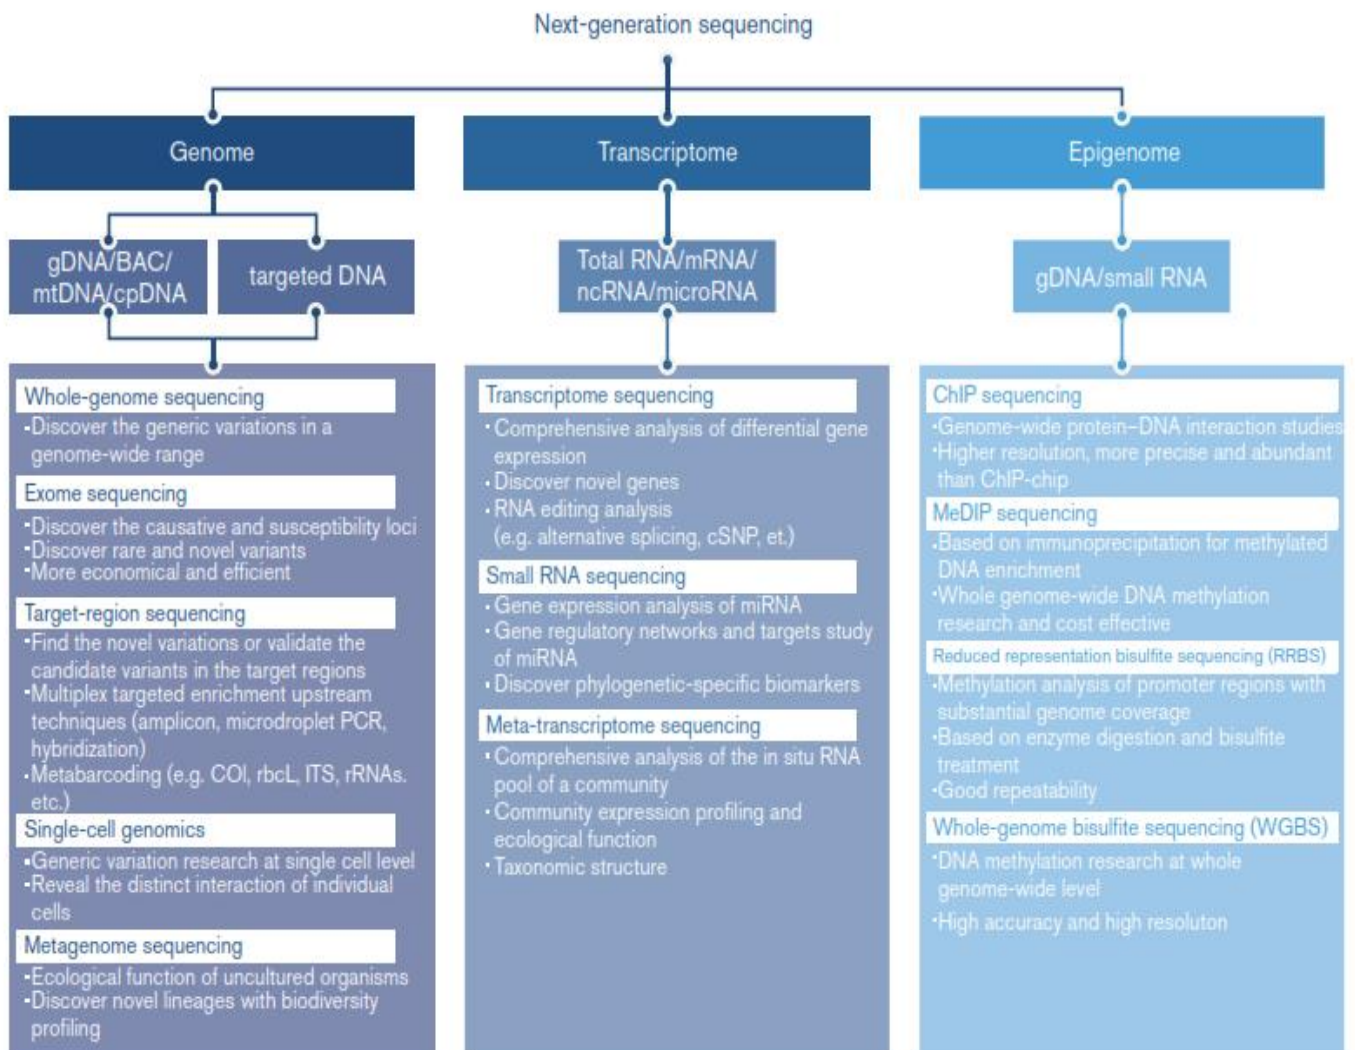 Next-generation sequencing
Genome
gDNA/BAC/
mtDNA/cpDNA
targeted DNA
Whole-genome sequencing
Discover the generic variations in a
genome-wide range
Exome sequencing
Discover the causative and susceptibility loci
Discover rare and novel variants
More economical and efficient
Target-region sequencing
Find the novel variations or validate the
candidate variants in the target regions
Multiplex targeted enrichment upstream
techniques (amplicon, microdroplet PCR,
hybridization)
Metabarcoding (e.g. COI, rbcL, ITS, rRNAs.
etc.)
Single-cell genomics
Generic variation research at single cell level
Reveal the distinct interaction of individual
cells
Metagenome sequencing
Ecological function of uncultured organisms
Discover novel lineages with biodiversity
profiling
Transcriptome
Total RNA/mRNA/
ncRNA/microRNA
Transcriptome sequencing
Comprehensive analysis of differential gene
expression
Discover novel genes
RNA editing analysis
(e.g. alternative splicing, cSNP, et.)
Small RNA sequencing
Gene expression analysis of miRNA
Gene regulatory networks and targets study
of miRNA
Discover phylogenetic-specific biomarkers
Meta-transcriptome sequencing
Comprehensive analysis of the in situ RNA
pool of a community
Community expression profiling and
ecological function
Taxonomic structure
Epigenome
gDNA/small RNA
ChIP sequencing
Genome-wide protein–DNA interaction studies
Higher resolution, more precise and abundant
than ChIP-chip
MeDIP sequencing
Based on immunoprecipitation for methylated
DNA enrichment
Whole genome-wide DNA methylation
research and cost effective
Reduced representation bisulfite sequencing (RRBS)
Methylation analysis of promoter regions with
substantial genome coverage
Based on enzyme digestion and bisulfite
treatment
Good repeatability
Whole-genome bisulfite sequencing (WGBS)
DNA methylation research at whole
genome-wide level
High accuracy and high resoluton